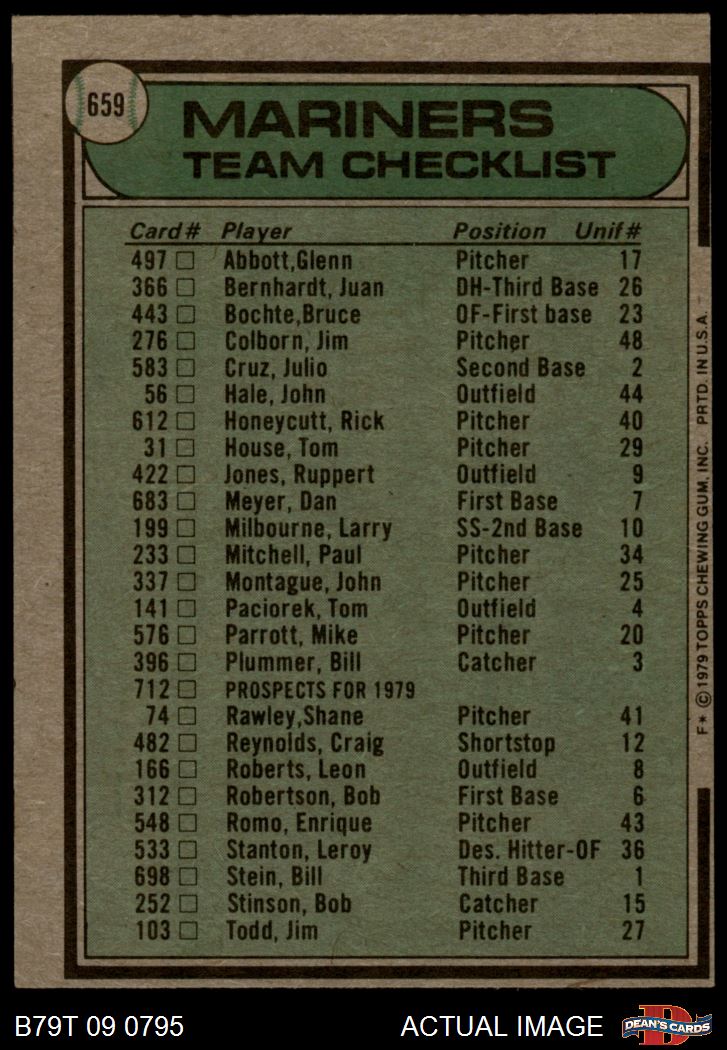 659
MARINERS
TEAM CHECKLIST
Card # Player Position Unif #
497 □ Abbott,Glenn Pitcher 17
366 □ Bernhardt, Juan DH-Third Base 26
443 □ Bochte,Bruce OF-First base 23
276 □ Colborn, Jim Pitcher 48
583 □ Cruz, Julio Second Base 2
56 □ Hale, John Outfield 44
612 □ Honeycutt, Rick Pitcher 40
31 □ House, Tom Pitcher 29
422 □ Jones, Ruppert Outfield 9
683 □ Meyer, Dan First Base 7
199 □ Milbourne, Larry SS-2nd Base 10
233 □ Mitchell, Paul Pitcher 34
337 □ Montague, John Pitcher 25
141 □ Paciorek, Tom Outfield 4
576 □ Parrott, Mike Pitcher 20
396 □ Plummer, Bill Catcher 3
712 □ PROSPECTS FOR 1979
74 □ Rawley,Shane Pitcher 41
482 □ Reynolds, Craig Shortstop 12
166 □ Roberts, Leon Outfield 8
312 □ Robertson, Bob First Base 6
548 □ Romo, Enrique Pitcher 43
533 □ Stanton, Leroy Des. Hitter-OF 36
698 □ Stein, Bill Third Base 1
252 □ Stinson, Bob Catcher 15
103 □ Todd, Jim Pitcher 27
F* © 1979 TOPPS CHEWING GUM, INC. PRTD. IN U.S.A.
B79T 09 0795 ACTUAL IMAGE
D
DEAN'S CARDS